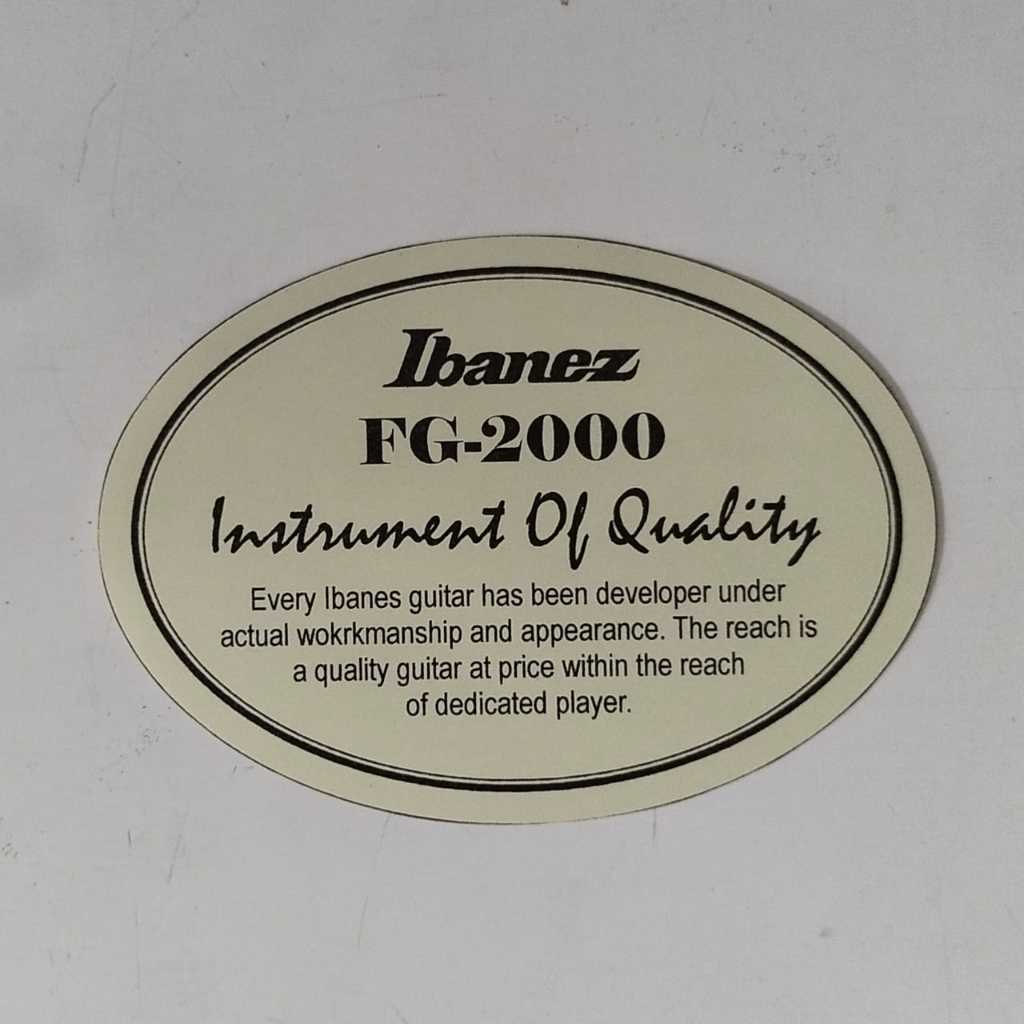 Ibanez
FG-2000
Instrument Of Quality
Every Ibanes guitar has been developer under
actual wokrkmanship and appearance. The reach is
a quality guitar at price within the reach
of dedicated player.